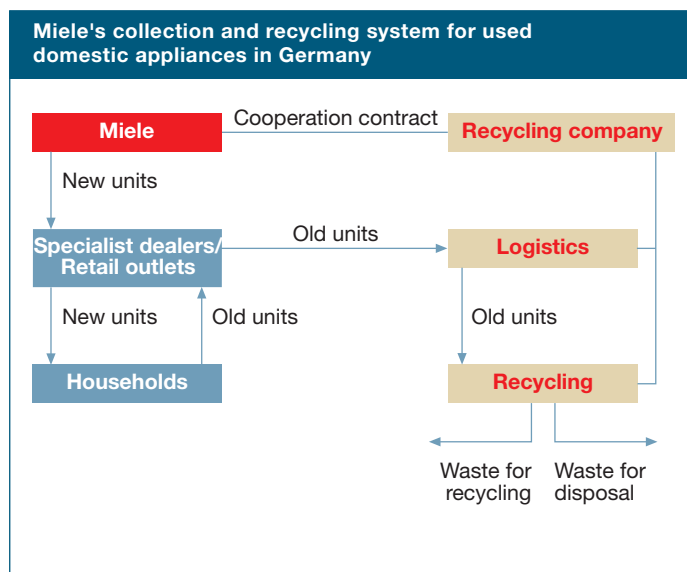 Miele's collection and recycling system for used
domestic appliances in Germany
Miele
Cooperation contract
Recycling company
New units
Specialist dealers/
Retail outlets
Old units
Logistics
New units
Old units
Old units
Households
Recycling
Waste for
recycling
Waste for
disposal